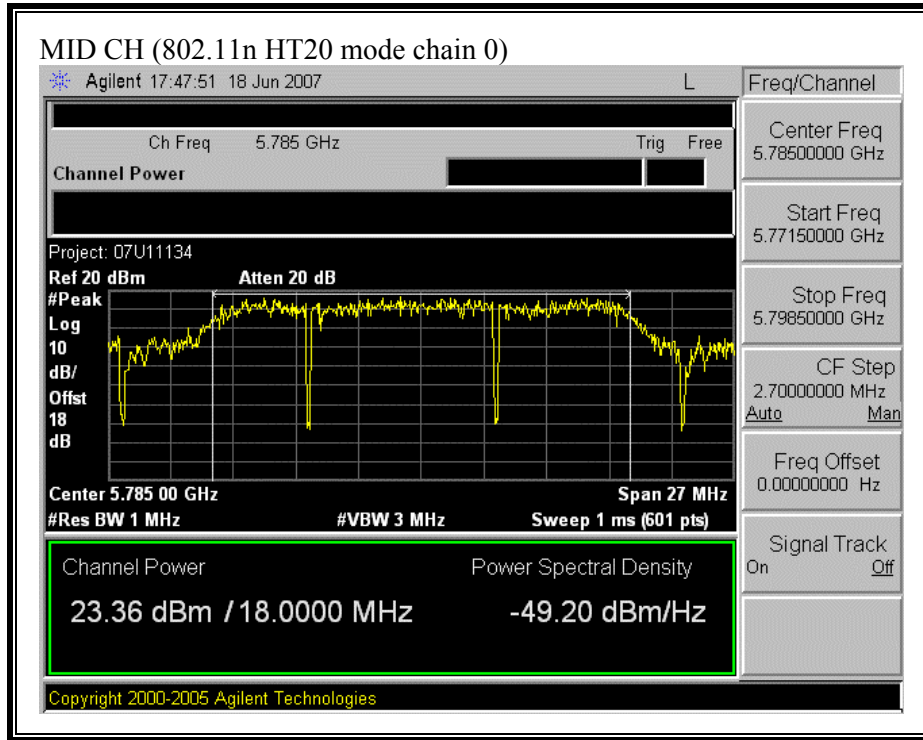 MID CH (802.11n HT20 mode chain 0)
Agilent 17:47:51 18 Jun 2007 L
Freq/Channel
Ch Freq 5.785 GHz Trig Free
Channel Power
Center Freq
5.78500000 GHz
Start Freq
5.77150000 GHz
Stop Freq
5.79850000 GHz
CF Step
2.70000000 MHz
Auto Man
Freq Offset
0.00000000 Hz
Signal Track
On Off
Project: 07U11134
Ref 20 dBm Atten 20 dB
#Peak
Log
10
dB/
Offst
18
dB
Center 5.785 00 GHz Span 27 MHz
#Res BW 1 MHz #VBW 3 MHz Sweep 1 ms (601 pts)
Channel Power Power Spectral Density
23.36 dBm / 18.0000 MHz -49.20 dBm/Hz
Copyright 2000-2005 Agilent Technologies